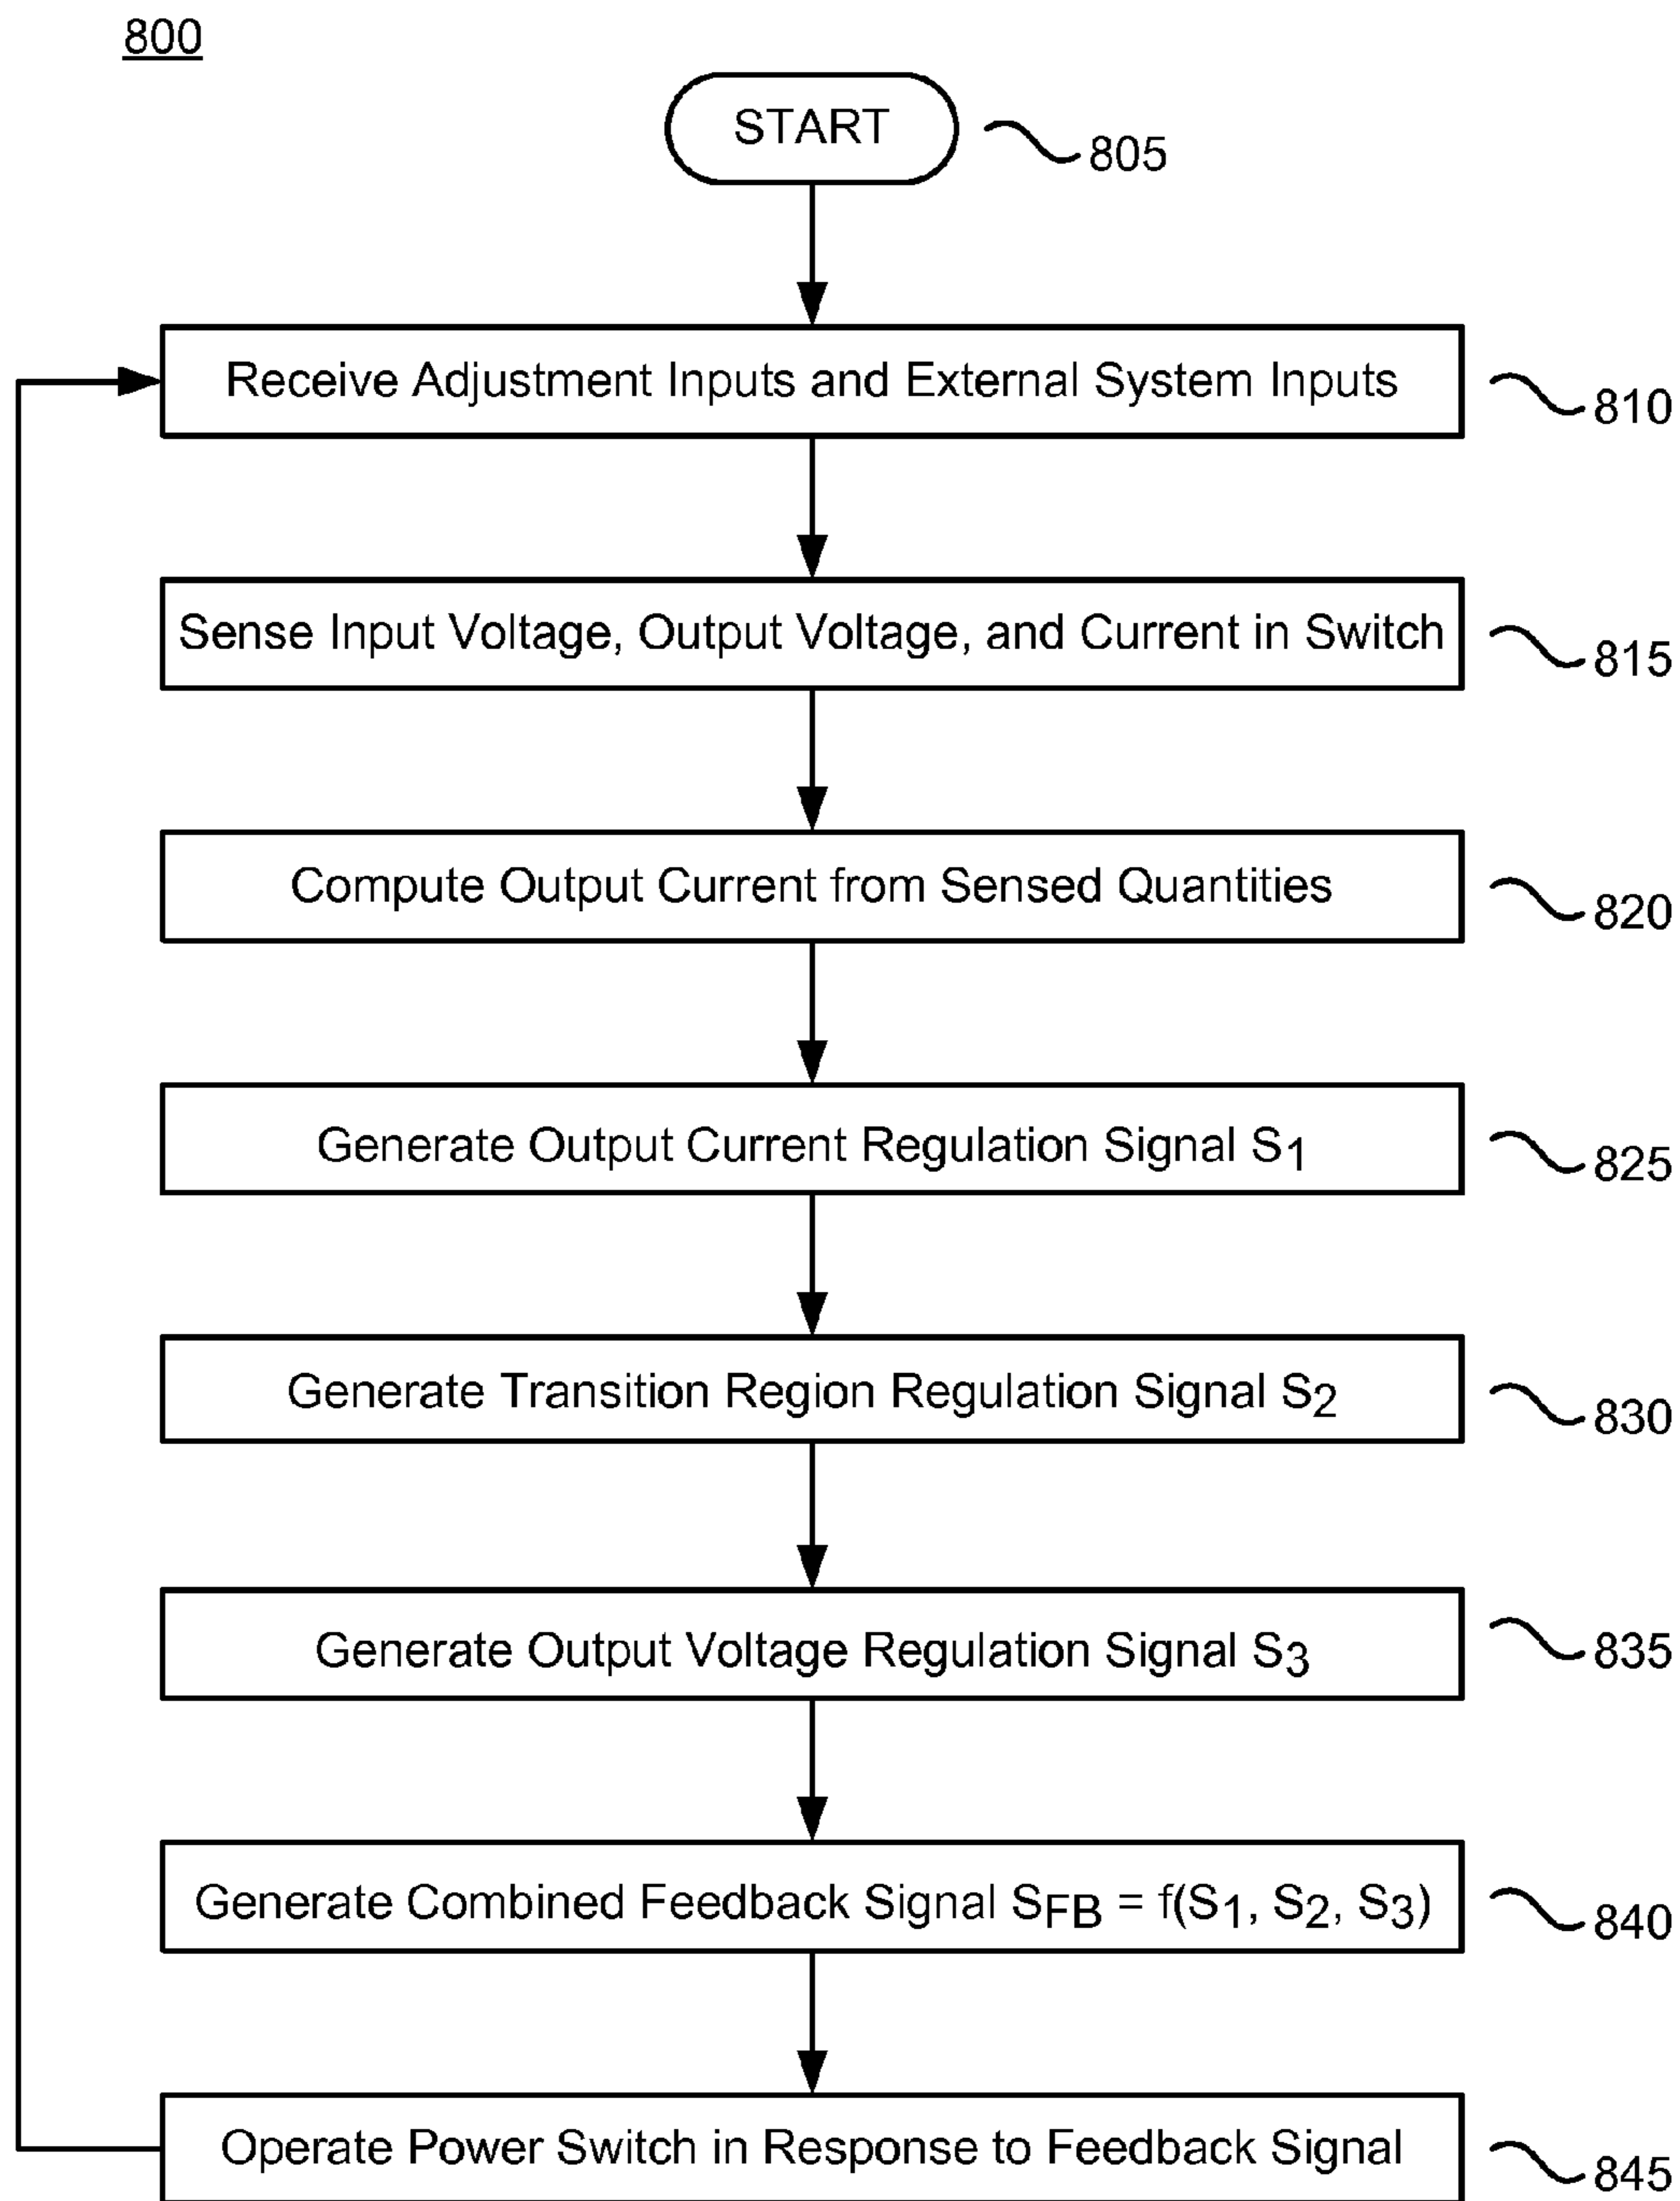 800
START
805
Receive Adjustment Inputs and External System Inputs
810
Sense Input Voltage, Output Voltage, and Current in Switch
815
Compute Output Current from Sensed Quantities
820
Generate Output Current Regulation Signal S1
825
Generate Transition Region Regulation Signal S2
830
Generate Output Voltage Regulation Signal S3
835
Generate Combined Feedback Signal SFB = f(S1, S2, S3)
840
Operate Power Switch in Response to Feedback Signal
845